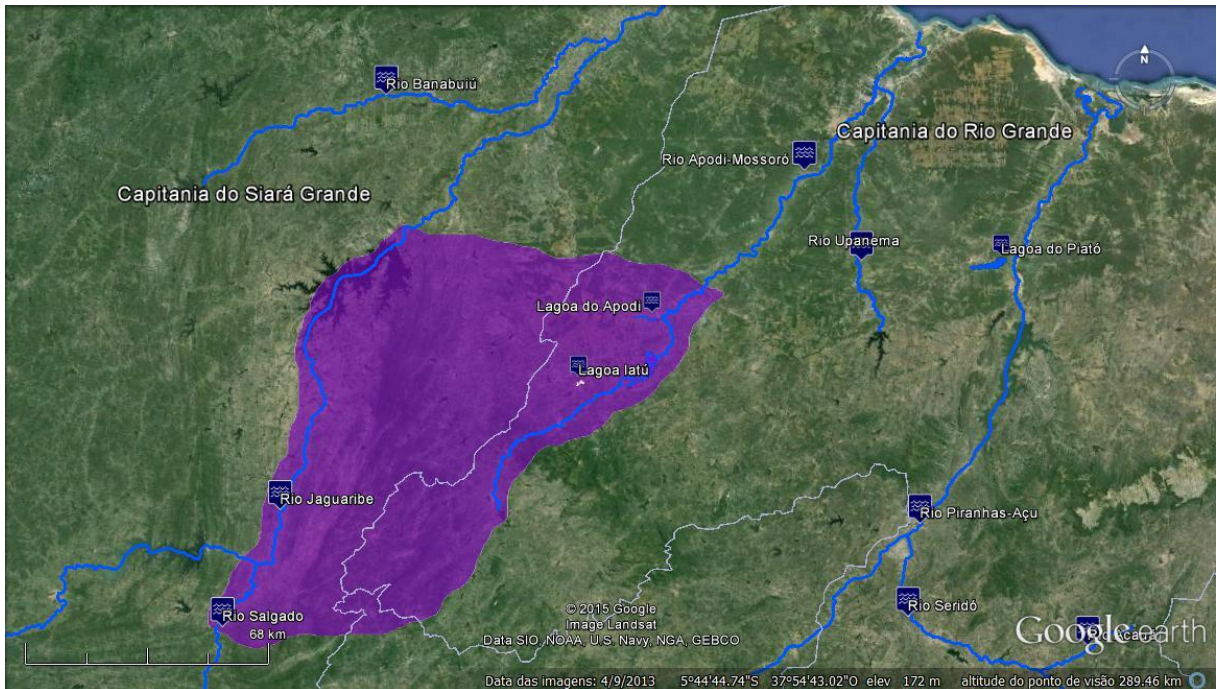 Rio Banabuiú
N
Capitania do Rio Grande
Rio Apodi-Mossoró
Capitania do Siará Grande
Rio Upanema
Lagoa do Piató
Lagoa do Apodi
Lagoa Iatú
Rio Jaguaribe
Rio Piranhas-Açu
Rio Seridó
Rio Salgado
68 km
© 2015 Google
Image Landsat
Data SIO, NOAA, U.S. Navy, NGA, GEBCO
Google earth
Data das imagens: 4/9/2013 5°44'44.74"S 37°54'43.02"O elev 172 m altitude do ponto de visão 289.46 km